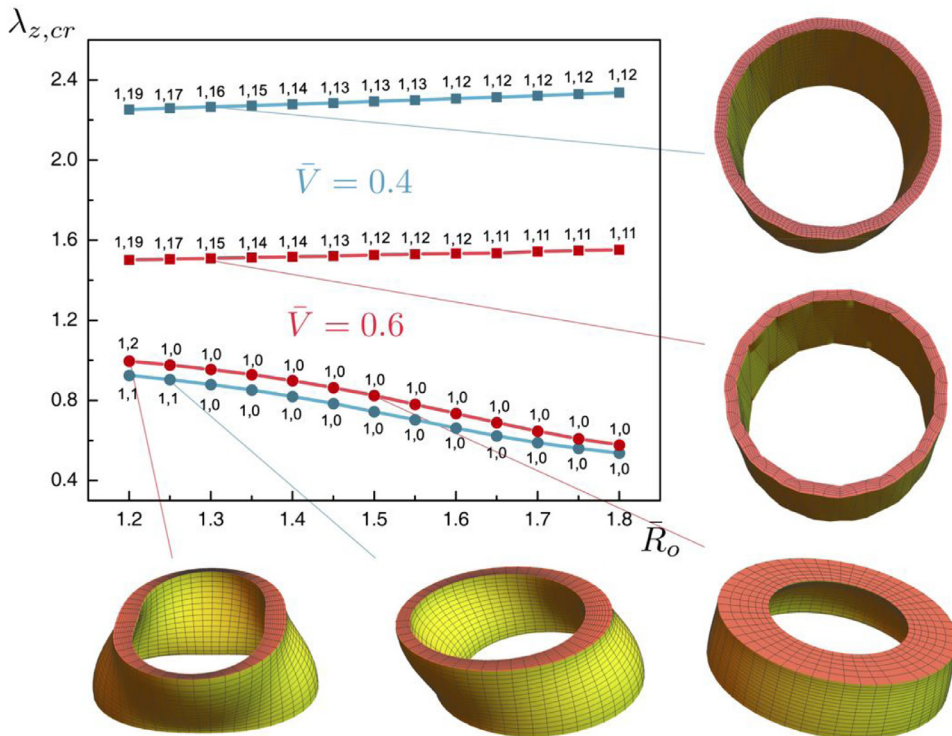 λz,cr
2.4
1,19 1,17 1,16 1,15 1,14 1,13 1,13 1,13 1,12 1,12 1,12 1,12 1,12
2.0
V̄ = 0.4
1.6
1,19 1,17 1,15 1,14 1,14 1,13 1,12 1,12 1,12 1,11 1,11 1,11 1,11
1.2
V̄ = 0.6
1,2 1,0 1,0 1,0 1,0 1,0 1,0 1,0 1,0 1,0 1,0 1,0 1,0
0.8
1,1 1,1 1,0 1,0 1,0 1,0 1,0 1,0 1,0 1,0 1,0 1,0 1,0
0.4
1.2 1.3 1.4 1.5 1.6 1.7 1.8
R̄o